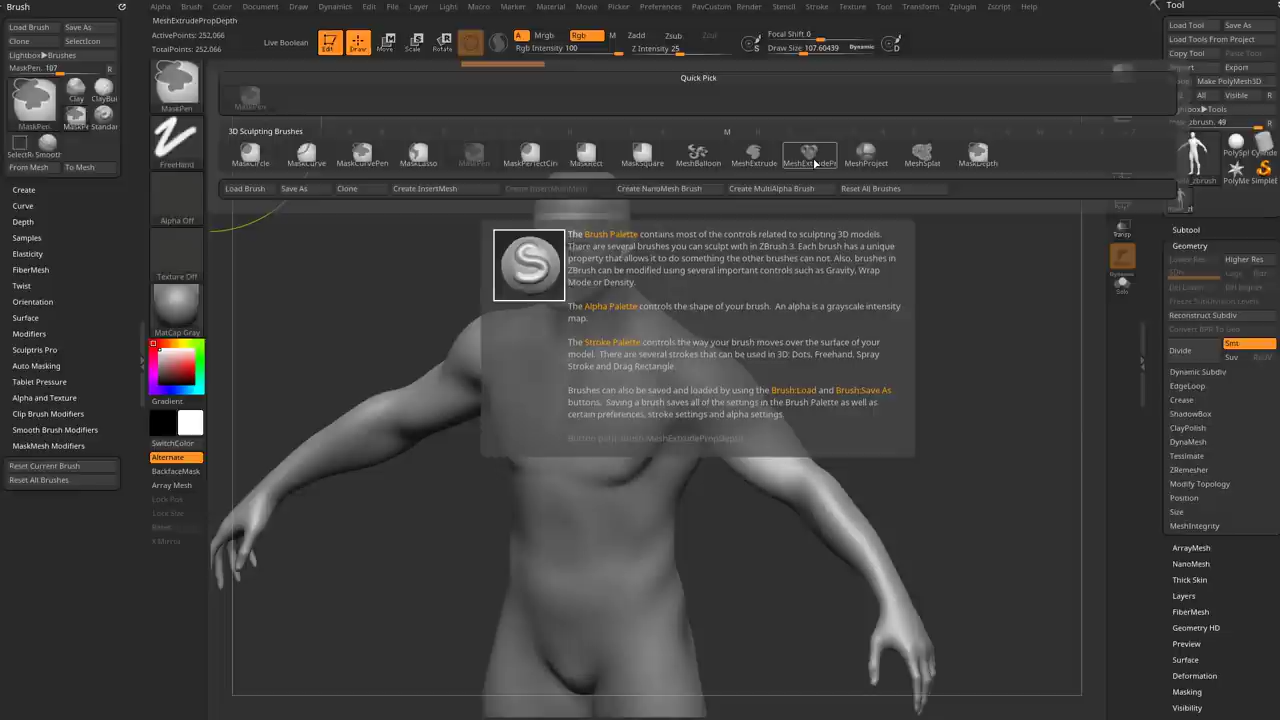 Brush
Alpha Brush Color Document Draw Dynamics Edit File Layer Light Macro Marker Material Movie Picker Preferences PavCustom Render Stencil Stroke Texture Tool Transform Zplugin Zscript Help
Tool
MeshExtrudePropDepth
Load Brush Save As
Clone SelectIcon
Lightbox▶Brushes
MaskPen. 107 R
ActivePoints: 252,066
TotalPoints: 252,066
Live Boolean
Edit Draw Move Scale Rotate
A Mrgb Rgb M Zadd Zsub
Rgb Intensity 100 Z Intensity 25
Focal Shift 0
Draw Size 107.60439 Dynamic
S D
Load Tool Save As
Load Tools From Project
Copy Tool Paste Tool
Import Export
Make PolyMesh3D
All Visible R
MaskPen Clay
Standar
Smooth
From Mesh To Mesh
MaskPen
FreeHand
Alpha Off
Texture Off
MatCap Gray
Gradient
SwitchColor
Alternate
BackfaceMask
Array Mesh
Lock Pos
Lock Size
X Mirror
Quick Pick
MaskPen
3D Sculpting Brushes
M
MaskCircle MaskCurve MaskCurvePen MaskLasso MaskPen MaskPerfectCir MaskRect MaskSquare MeshBalloon MeshExtrude MeshExtrudePr MeshProject MeshSplat MaskDepth
Load Brush Save As Clone Create InsertMesh Create InsertMultiMesh Create NanoMesh Brush Create MultiAlpha Brush Reset All Brushes
Create
Curve
Depth
Samples
Elasticity
FiberMesh
Twist
Orientation
Surface
Modifiers
Sculptris Pro
Auto Masking
Tablet Pressure
Alpha and Texture
Clip Brush Modifiers
Smooth Brush Modifiers
MaskMesh Modifiers
Reset Current Brush
Reset All Brushes
The Brush Palette contains most of the controls related to sculpting 3D models.
There are several brushes you can sculpt with in ZBrush 3. Each brush has a unique
property that allows it to do something the other brushes can not. Also, brushes in
ZBrush can be modified using several important controls such as Gravity, Wrap
Mode or Density.
The Alpha Palette controls the shape of your brush. An alpha is a grayscale intensity
map.
The Stroke Palette controls the way your brush moves over the surface of your
model. There are several strokes that can be used in 3D: Dots, Freehand, Spray
Stroke and Drag Rectangle.
Brushes can also be saved and loaded by using the Brush:Load and Brush:Save As
buttons. Saving a brush saves all of the settings in the Brush Palette as well as
certain preferences, stroke settings and alpha settings.
Transp
Dynamic
Solo
PolyMe SimpleB
Subtool
Geometry
Lower Res Higher Res
Del Lower Del Higher
Freeze SubDivision Levels
Reconstruct Subdiv
Convert BPR To Geo
Divide Smt
Suv
Dynamic Subdiv
EdgeLoop
Crease
ShadowBox
ClayPolish
DynaMesh
Tessimate
ZRemesher
Modify Topology
Position
Size
MeshIntegrity
ArrayMesh
NanoMesh
Thick Skin
Layers
FiberMesh
Geometry HD
Preview
Surface
Deformation
Masking
Visibility